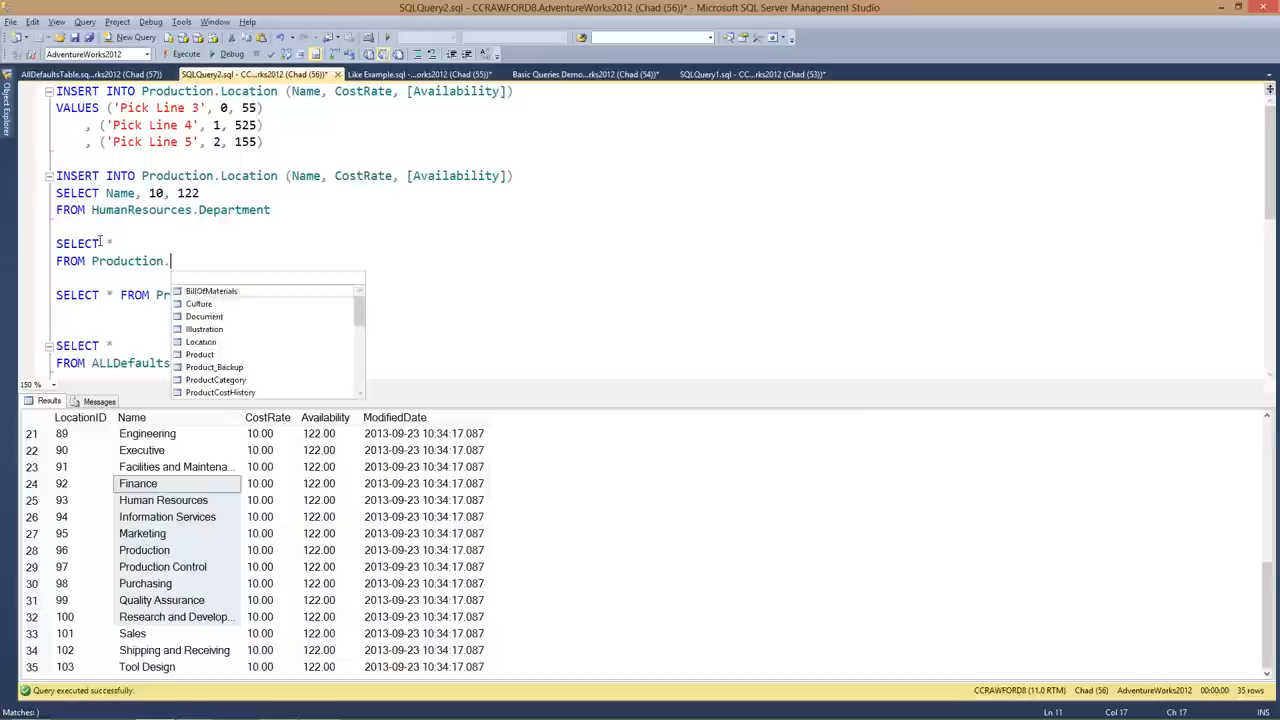 SQLQuery2.sql - CCRAWFORD8.AdventureWorks2012 (Chad (56))* - Microsoft SQL Server Management Studio
File Edit View Query Project Debug Tools Window Help
New Query
AdventureWorks2012 Execute Debug
AllDefaultsTable.sq...rks2012 (Chad (57)) SQLQuery2.sql - CC...rks2012 (Chad (56))* Like Example.sql -...orks2012 (Chad (55))* Basic Queries Demo...rks2012 (Chad (54))* SQLQuery1.sql - CC...rks2012 (Chad (53))*
Object Explorer
INSERT INTO Production.Location (Name, CostRate, [Availability])
VALUES ('Pick Line 3', 0, 55)
, ('Pick Line 4', 1, 525)
, ('Pick Line 5', 2, 155)
INSERT INTO Production.Location (Name, CostRate, [Availability])
SELECT Name, 10, 122
FROM HumanResources.Department
SELECT *
FROM Production.
SELECT * FROM Pr
BillOfMaterials
Culture
Document
Illustration
Location
Product
Product_Backup
ProductCategory
ProductCostHistory
SELECT *
FROM ALLDefaults
150 %
Results Messages
LocationID Name CostRate Availability ModifiedDate
21 89 Engineering 10.00 122.00 2013-09-23 10:34:17.087
22 90 Executive 10.00 122.00 2013-09-23 10:34:17.087
23 91 Facilities and Maintena... 10.00 122.00 2013-09-23 10:34:17.087
24 92 Finance 10.00 122.00 2013-09-23 10:34:17.087
25 93 Human Resources 10.00 122.00 2013-09-23 10:34:17.087
26 94 Information Services 10.00 122.00 2013-09-23 10:34:17.087
27 95 Marketing 10.00 122.00 2013-09-23 10:34:17.087
28 96 Production 10.00 122.00 2013-09-23 10:34:17.087
29 97 Production Control 10.00 122.00 2013-09-23 10:34:17.087
30 98 Purchasing 10.00 122.00 2013-09-23 10:34:17.087
31 99 Quality Assurance 10.00 122.00 2013-09-23 10:34:17.087
32 100 Research and Develop... 10.00 122.00 2013-09-23 10:34:17.087
33 101 Sales 10.00 122.00 2013-09-23 10:34:17.087
34 102 Shipping and Receiving 10.00 122.00 2013-09-23 10:34:17.087
35 103 Tool Design 10.00 122.00 2013-09-23 10:34:17.087
Query executed successfully. CCRAWFORD8 (11.0 RTM) Chad (56) AdventureWorks2012 00:00:00 35 rows
Matches: ) Ln 11 Col 17 Ch 17 INS